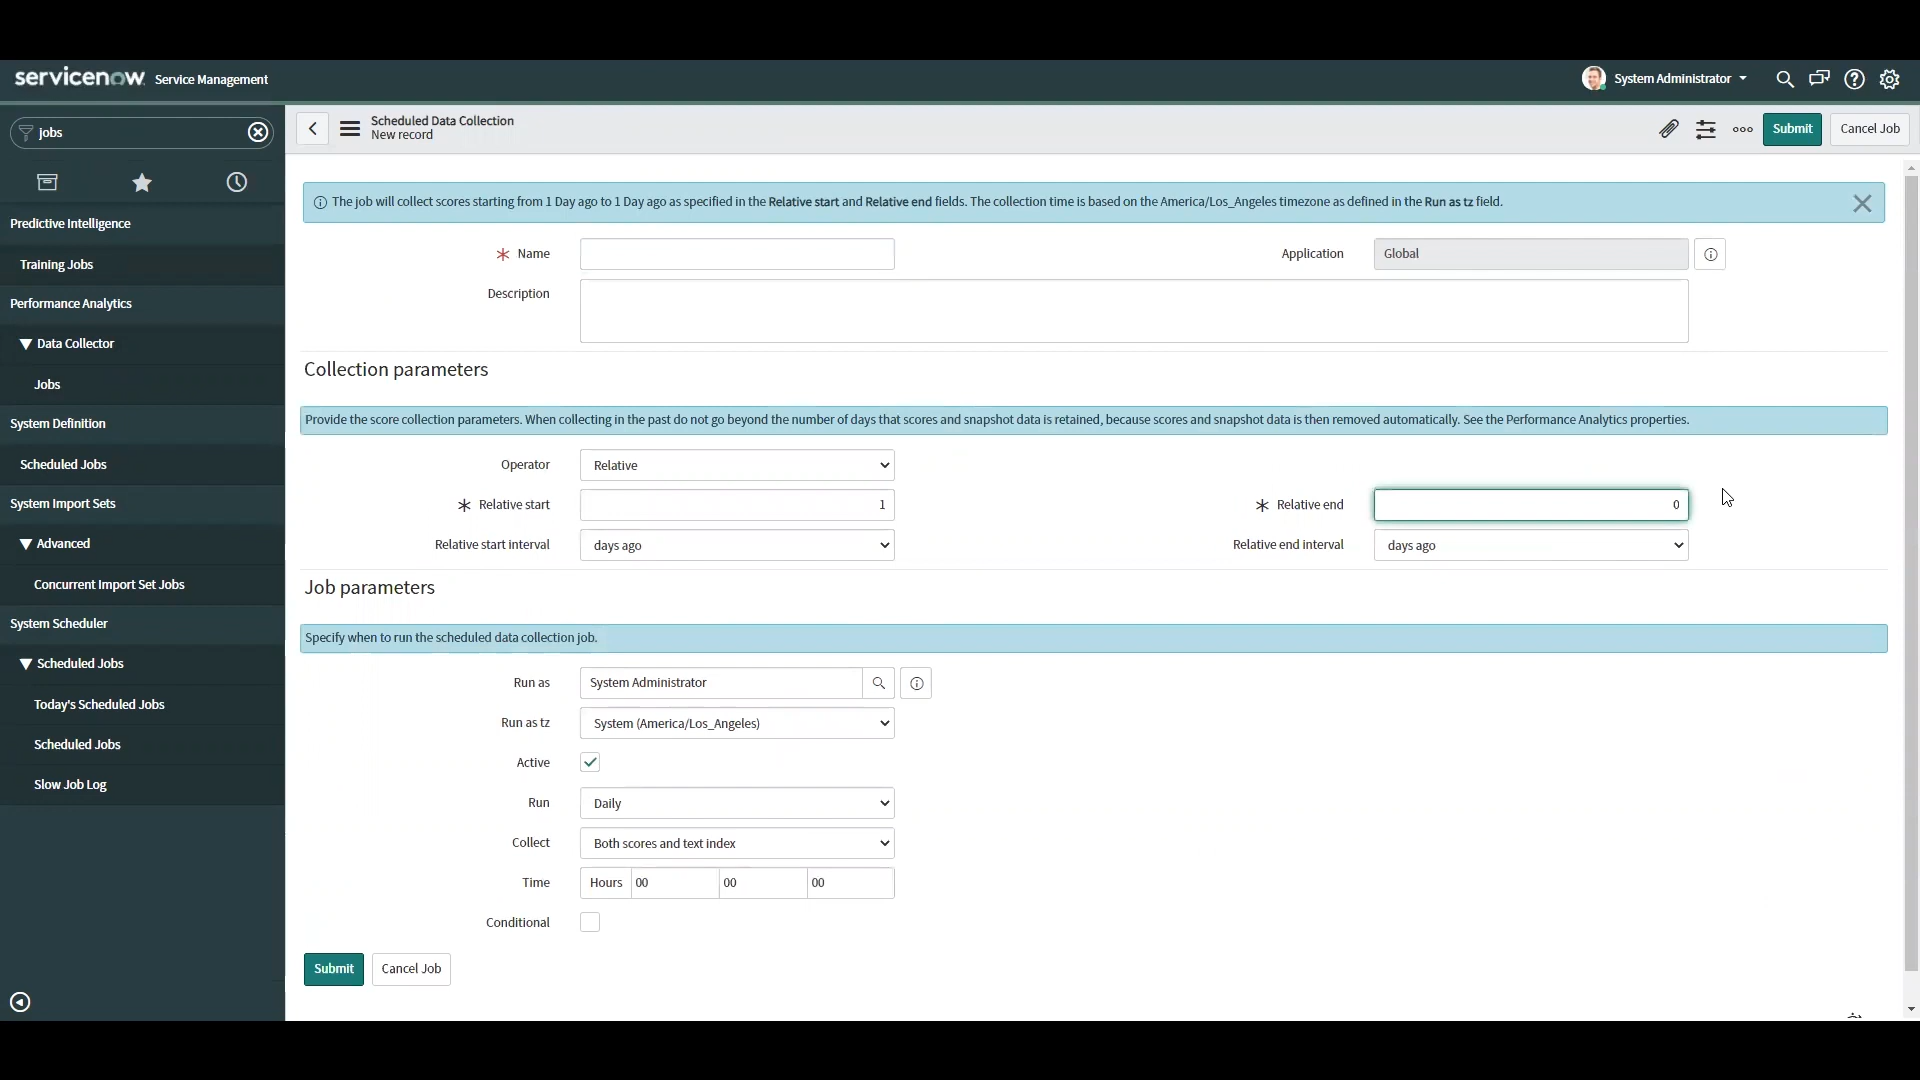 servicenow Service Management
System Administrator
jobs
Predictive Intelligence
Training Jobs
Performance Analytics
Data Collector
Jobs
System Definition
Scheduled Jobs
System Import Sets
Advanced
Concurrent Import Set Jobs
System Scheduler
Scheduled Jobs
Today's Scheduled Jobs
Scheduled Jobs
Slow Job Log
Scheduled Data Collection
New record
Submit Cancel Job
The job will collect scores starting from 1 Day ago to 1 Day ago as specified in the Relative start and Relative end fields. The collection time is based on the America/Los_Angeles timezone as defined in the Run as tz field.
Name
Application Global
Description
Collection parameters
Provide the score collection parameters. When collecting in the past do not go beyond the number of days that scores and snapshot data is retained, because scores and snapshot data is then removed automatically. See the Performance Analytics properties.
Operator Relative
Relative start 1 Relative end 0
Relative start interval days ago Relative end interval days ago
Job parameters
Specify when to run the scheduled data collection job.
Run as System Administrator
Run as tz System (America/Los_Angeles)
Active
Run Daily
Collect Both scores and text index
Time Hours 00 00 00
Conditional
Submit Cancel Job